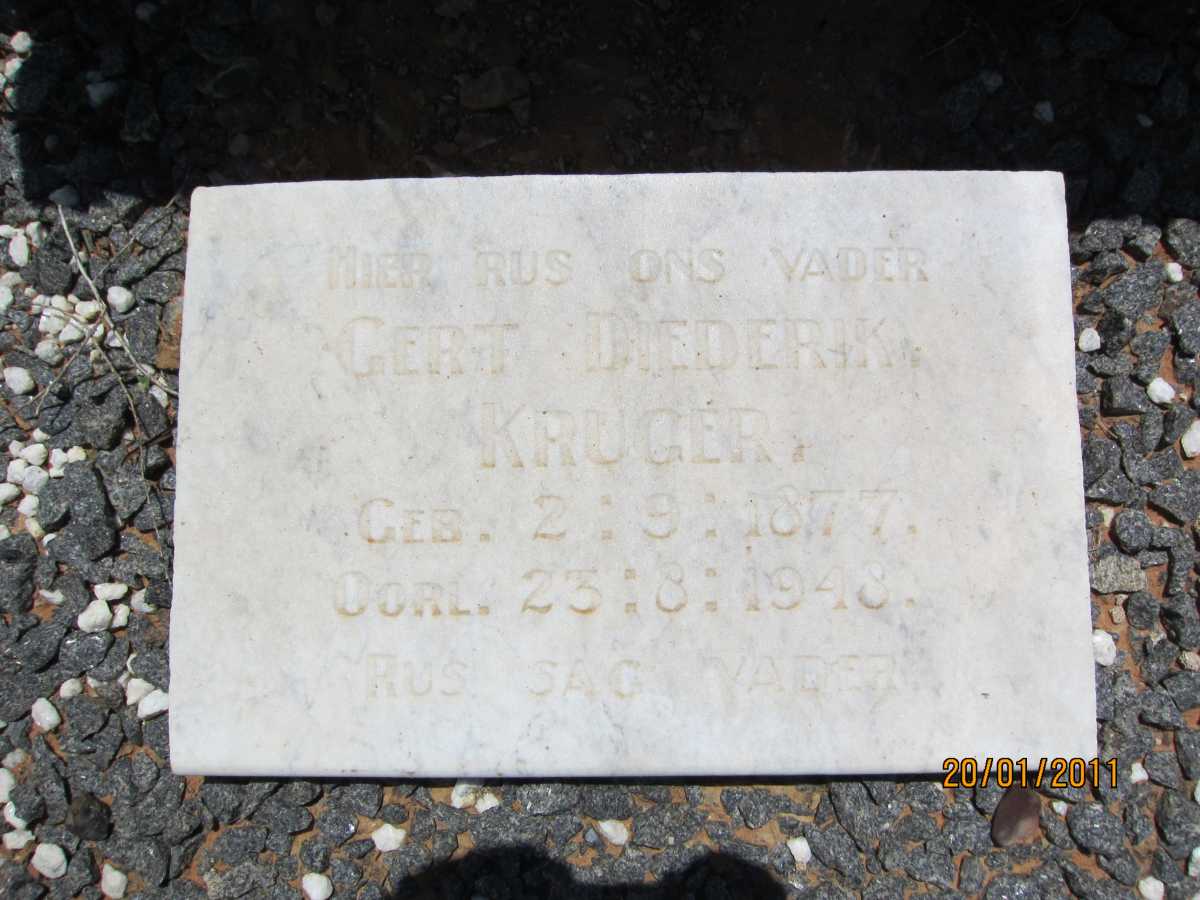 HIER RUS ONS VADER
GERT DIEDERIK.
KRUGER.
GEB. 2:9:1877.
OORL. 23:8:1948.
RUS SAG VADER.
20/01/2011